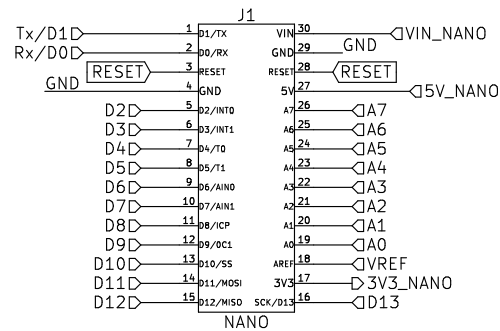 J1
Tx/D1 1 D1/TX VIN 30 VIN_NANO
Rx/D0 2 D0/RX GND 29 GND
RESET 3 RESET RESET 28 RESET
GND 4 GND 5V 27 5V_NANO
D2 5 D2/INT0 A7 26 A7
D3 6 D3/INT1 A6 25 A6
D4 7 D4/T0 A5 24 A5
D5 8 D5/T1 A4 23 A4
D6 9 D6/AIN0 A3 22 A3
D7 10 D7/AIN1 A2 21 A2
D8 11 D8/ICP A1 20 A1
D9 12 D9/OC1 A0 19 A0
D10 13 D10/SS AREF 18 VREF
D11 14 D11/MOSI 3V3 17 3V3_NANO
D12 15 D12/MISO SCK/D13 16 D13
NANO